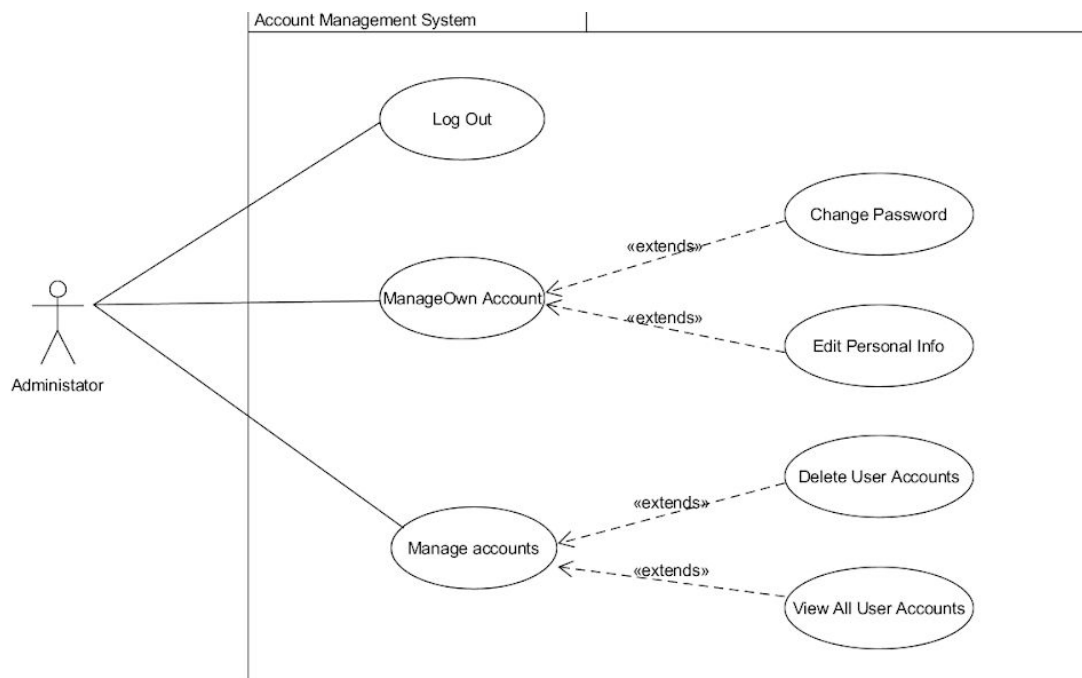 Account Management System
Log Out
Change Password
«extends»
ManageOwn Account
«extends»
Edit Personal Info
Administator
Delete User Accounts
«extends»
Manage accounts
«extends»
View All User Accounts